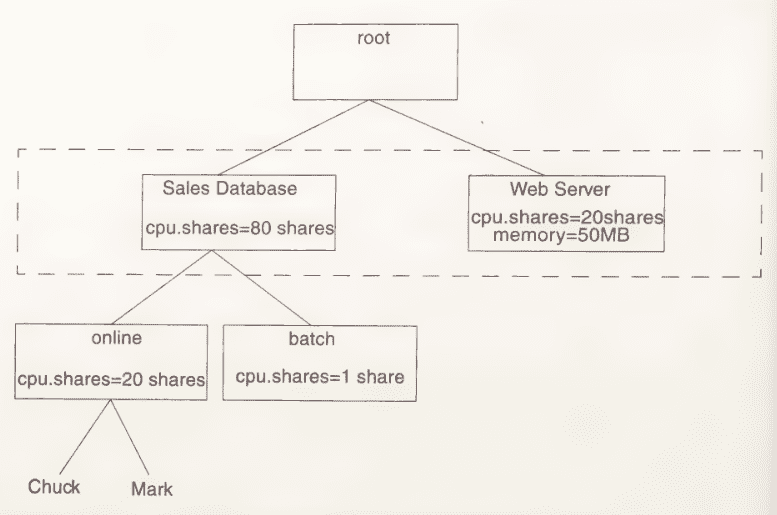 root
Sales Database
cpu.shares=80 shares
Web Server
cpu.shares=20shares
memory=50MB
online
cpu.shares=20 shares
batch
cpu.shares=1 share
Chuck
Mark